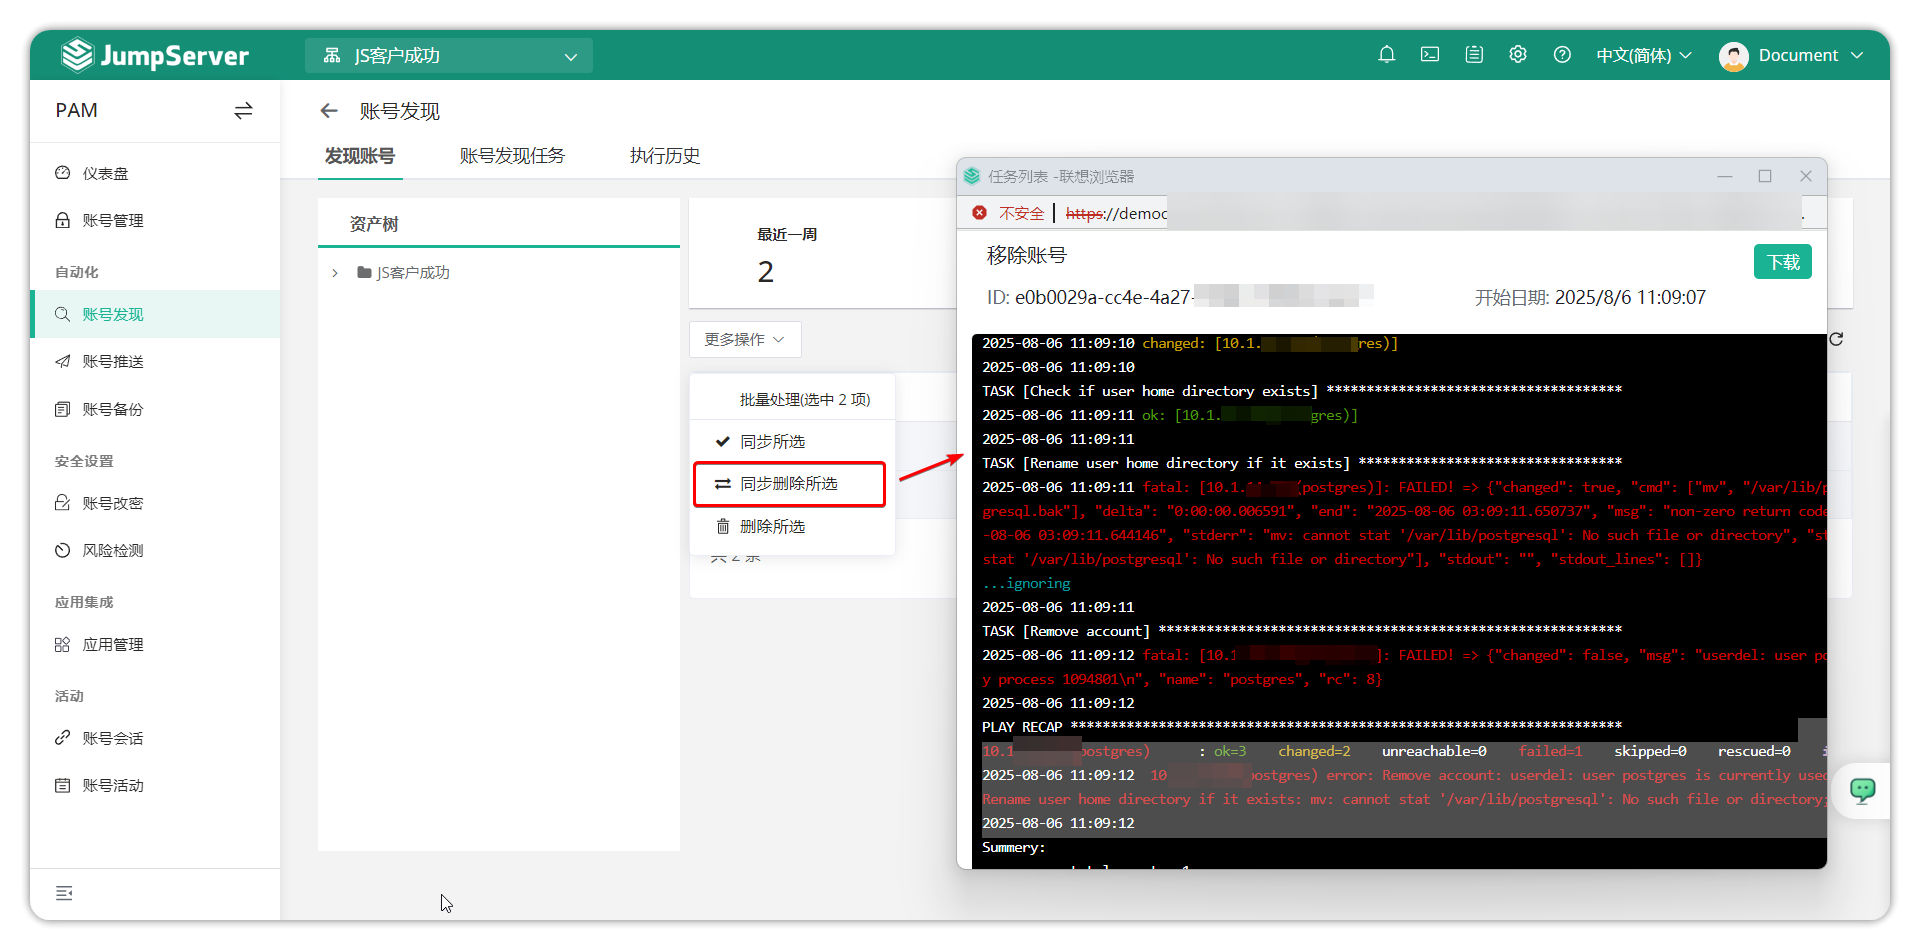 JumpServer
JS客户成功
中文(简体)
Document
PAM
仪表盘
账号管理
自动化
账号发现
账号推送
账号备份
安全设置
账号改密
风险检测
应用集成
应用管理
活动
账号会话
账号活动
账号发现
发现账号
账号发现任务
执行历史
资产树
JS客户成功
最近一周
2
更多操作
批量处理(选中 2 项)
同步所选
同步删除所选
删除所选
共 2 条
任务列表 -联想浏览器
不安全 https://democ
移除账号
下载
ID: e0b0029a-cc4e-4a27-
开始日期: 2025/8/6 11:09:07
2025-08-06 11:09:10 changed: [10.1. res)]
2025-08-06 11:09:10
TASK [Check if user home directory exists] *************************************
2025-08-06 11:09:11 ok: [10.1. gres)]
2025-08-06 11:09:11
TASK [Rename user home directory if it exists] *********************************
2025-08-06 11:09:11 fatal: [10.1. (postgres)]: FAILED! => {"changed": true, "cmd": ["mv", "/var/lib/p
gresql.bak"], "delta": "0:00:00.006591", "end": "2025-08-06 03:09:11.650737", "msg": "non-zero return code
-08-06 03:09:11.644146", "stderr": "mv: cannot stat '/var/lib/postgresql': No such file or directory", "st
stat '/var/lib/postgresql': No such file or directory"], "stdout": "", "stdout_lines": []}
...ignoring
2025-08-06 11:09:11
TASK [Remove account] **********************************************************
2025-08-06 11:09:12 fatal: [10.1 ]: FAILED! => {"changed": false, "msg": "userdel: user po
y process 1094801\n", "name": "postgres", "rc": 8}
2025-08-06 11:09:12
PLAY RECAP *********************************************************************
10.1 postgres) : ok=3 changed=2 unreachable=0 failed=1 skipped=0 rescued=0 i
2025-08-06 11:09:12 10 postgres) error: Remove account: userdel: user postgres is currently used
Rename user home directory if it exists: mv: cannot stat '/var/lib/postgresql': No such file or directory;
2025-08-06 11:09:12
Summery: